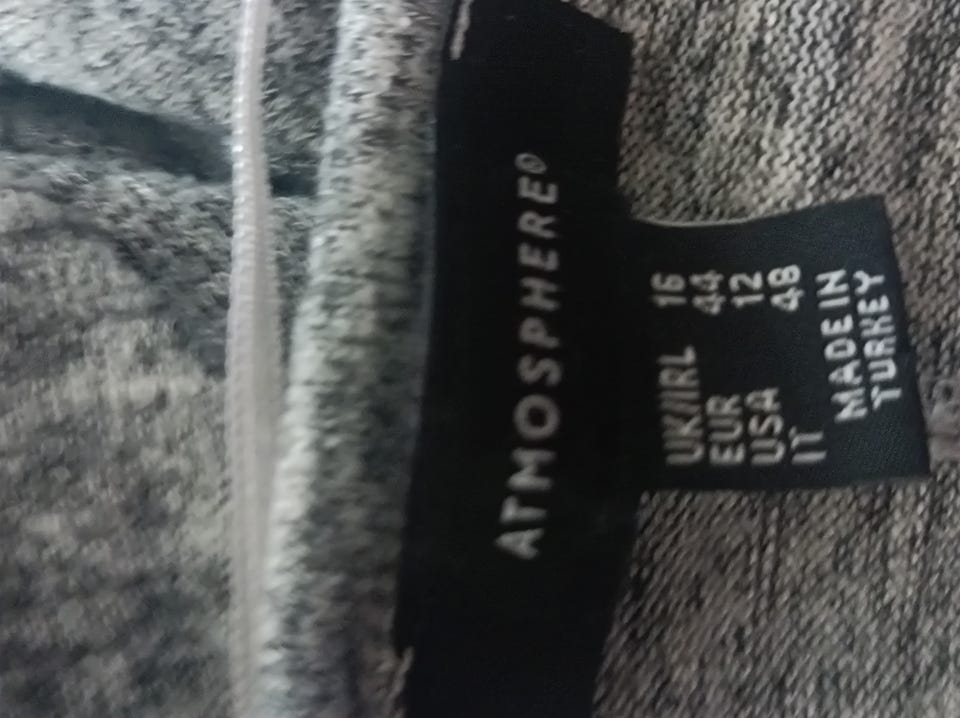 ATMOSPHERE®
UK/IRL 16
EUR 44
USA 12
IT 48
MADE IN
TURKEY